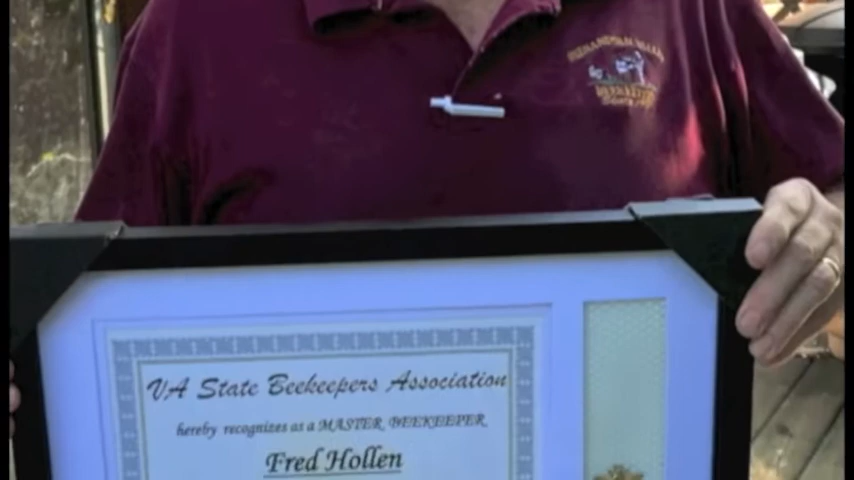 VA State Beekeepers Association
hereby recognizes as a MASTER BEEKEEPER
Fred Hollen